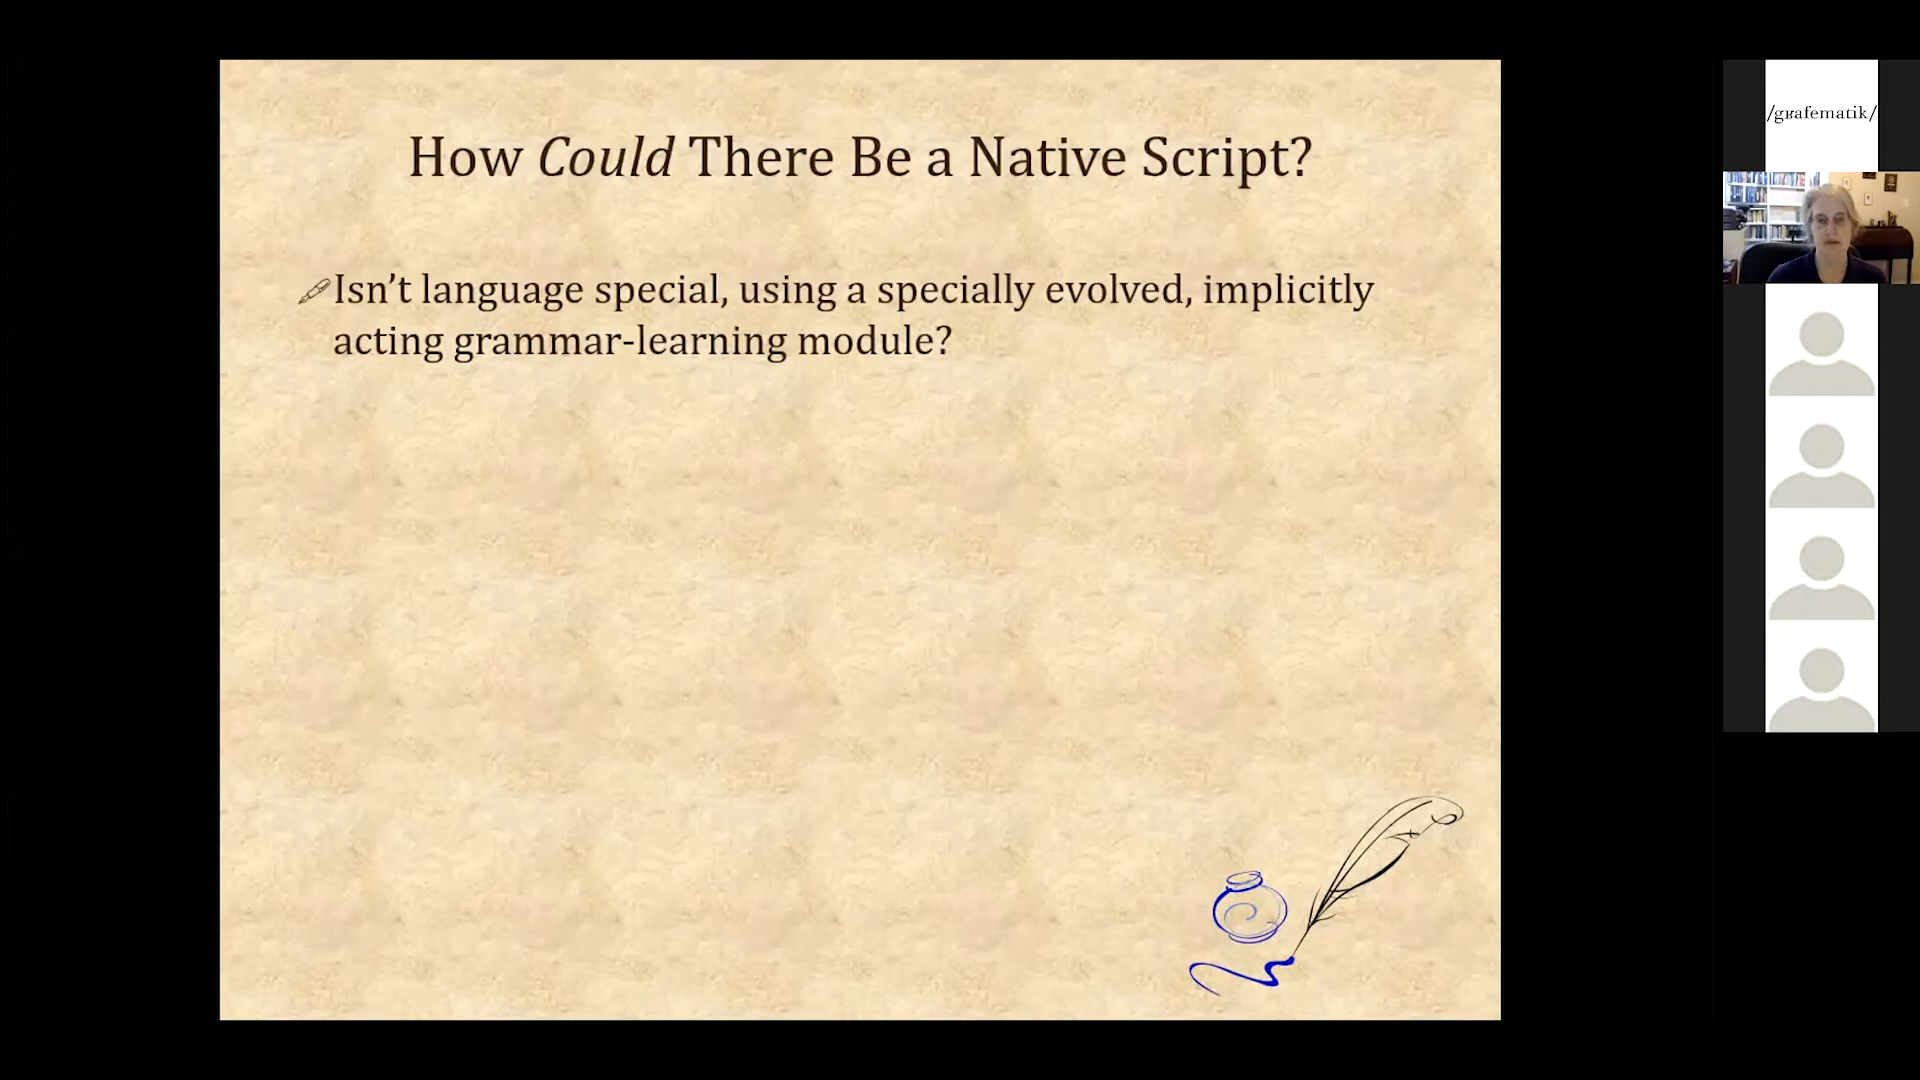 How Could There Be a Native Script?
Isn’t language special, using a specially evolved, implicitly
acting grammar-learning module?
/gʁafematik/